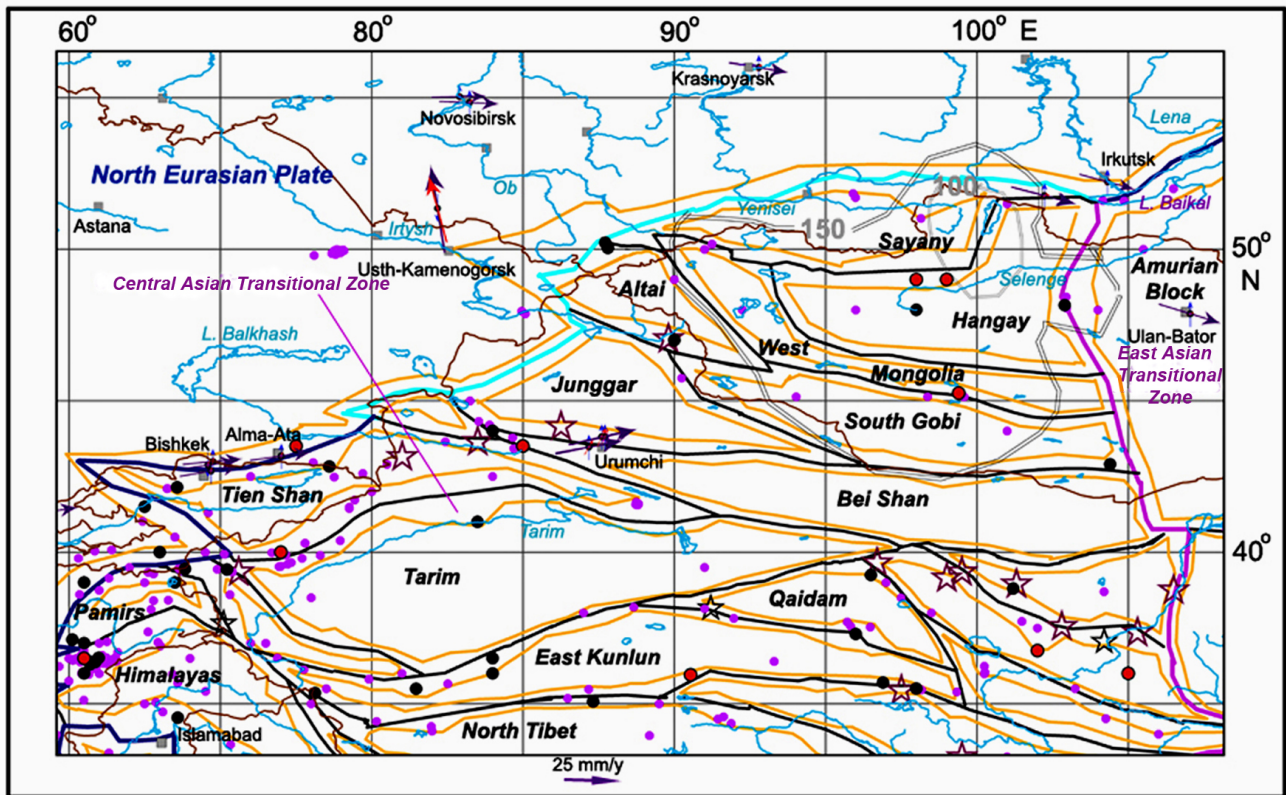 60° 80° 90° 100° E
Krasnoyarsk
Novosibirsk
Lena
Irkutsk
North Eurasian Plate
Ob
100
L. Baikal
Yenisei
Astana
Irtysh
150
Sayany
50°
N
Usth-Kamenogorsk
Amurian
Block
Central Asian Transitional Zone
Selenge
Altai
Hangay
L. Balkhash
Ulan-Bator
West
East Asian
Transitional
Zone
Junggar
Mongolia
South Gobi
Bishkek
Alma-Ata
Urumchi
Tien Shan
Bei Shan
Tarim
40°
Tarim
Qaidam
Pamirs
East Kunlun
Himalayas
North Tibet
Islamabad
25 mm/y